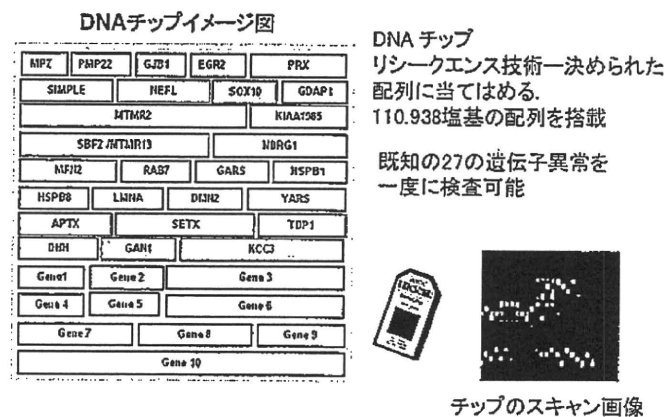 DNAチップイメージ図
MPZ PMP22 GJB1 EGR2 PRX
SIMPLE NEFL SOX10 GDAP1
MTMR2 KIAA1985
SBF2/MTMR13 NDRG1
MFN2 RAB7 GARS HSPB1
HSPB8 LMNA DNM2 YARS
APTX SETX TDP1
DHH GAN1 KCC3
Gene1 Gene 2 Gene 3
Gene 4 Gene 5 Gene 6
Gene 7 Gene 8 Gene 9
Gene 10
DNA チップ
リシークエンス技術ー決められた
配列に当てはめる.
110.938塩基の配列を搭載
既知の27の遺伝子異常を
一度に検査可能
チップのスキャン画像